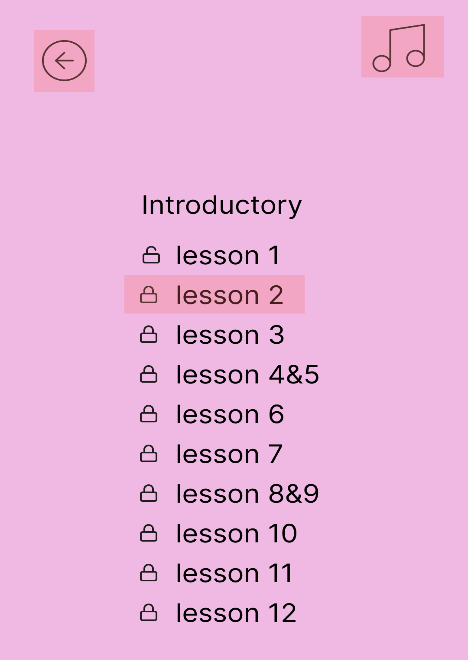 Introductory
lesson 1
lesson 2
lesson 3
lesson 4&5
lesson 6
lesson 7
lesson 8&9
lesson 10
lesson 11
lesson 12